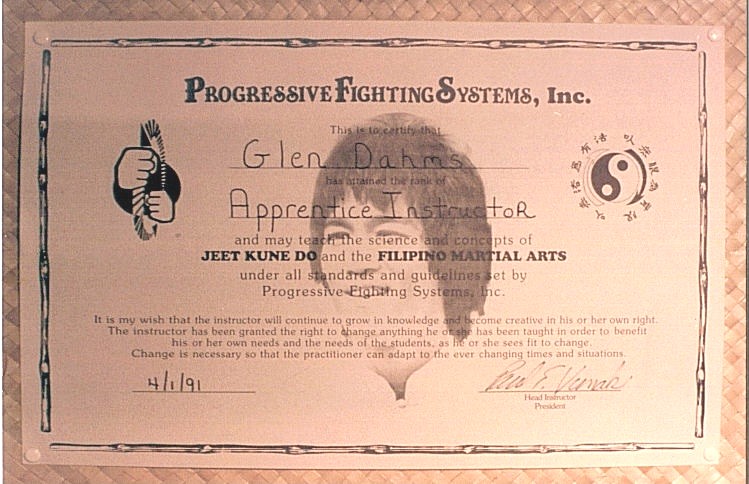 PROGRESSIVE FIGHTING SYSTEMS, Inc.
This is to certify that
Glen Dahms
has attained the rank of
Apprentice Instructor
and may teach the science and concepts of
JEET KUNE DO and the FILIPINO MARTIAL ARTS
under all standards and guidelines set by
Progressive Fighting Systems, Inc.
It is my wish that the instructor will continue to grow in knowledge and become creative in his or her own right.
The instructor has been granted the right to change anything he or she has been taught in order to benefit
his or her own needs and the needs of the students, as he or she sees fit to change.
Change is necessary so that the practitioner can adapt to the ever changing times and situations.
4/1/91
Paul E. Vunak
Head Instructor
President